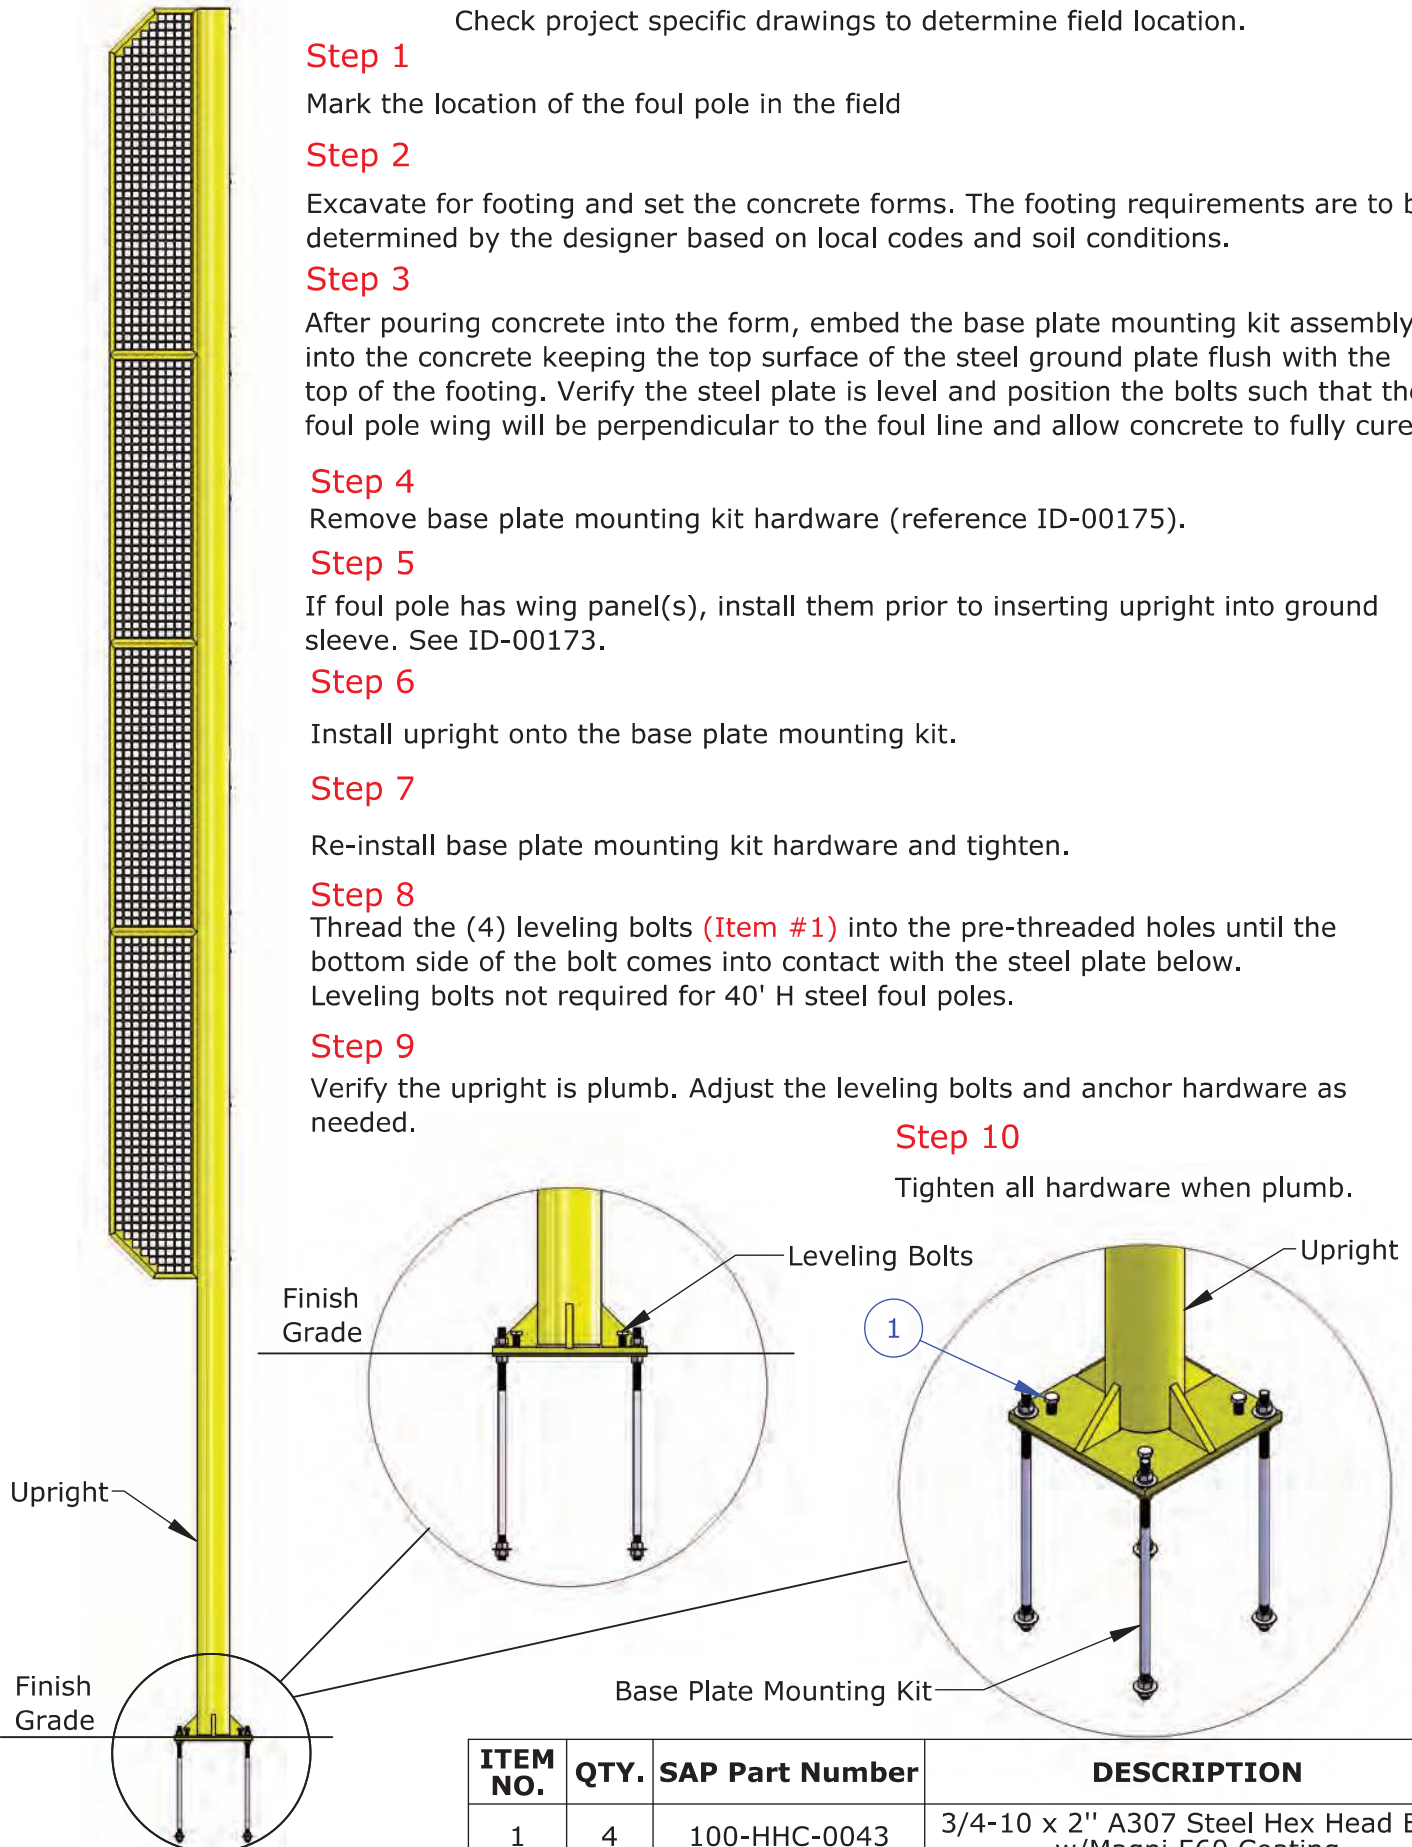 Check project specific drawings to determine field location.
Step 1
Mark the location of the foul pole in the field
Step 2
Excavate for footing and set the concrete forms. The footing requirements are to
determined by the designer based on local codes and soil conditions.
Step 3
After pouring concrete into the form, embed the base plate mounting kit assembly
into the concrete keeping the top surface of the steel ground plate flush with the
top of the footing. Verify the steel plate is level and position the bolts such that the
foul pole wing will be perpendicular to the foul line and allow concrete to fully cure
Step 4
Remove base plate mounting kit hardware (reference ID-00175).
Step 5
If foul pole has wing panel(s), install them prior to inserting upright into ground
sleeve. See ID-00173.
Step 6
Install upright onto the base plate mounting kit.
Step 7
Re-install base plate mounting kit hardware and tighten.
Step 8
Thread the (4) leveling bolts (Item #1) into the pre-threaded holes until the
bottom side of the bolt comes into contact with the steel plate below.
Leveling bolts not required for 40' H steel foul poles.
Step 9
Verify the upright is plumb. Adjust the leveling bolts and anchor hardware as
needed.
Step 10
Tighten all hardware when plumb.
Leveling Bolts
Upright
Finish
Grade
1
Upright
Base Plate Mounting Kit
Finish
Grade
ITEM NO. QTY. SAP Part Number DESCRIPTION
1 4 100-HHC-0043 3/4-10 x 2'' A307 Steel Hex Head
w/Magni 560 Coating